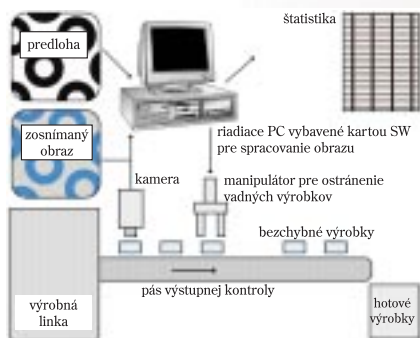 predloha
štatistika
zosnímaný
obraz
riadiace PC vybavené kartou SW
pre spracovanie obrazu
kamera
manipulátor pre ostránenie
vadných výrobkov
bezchybné výrobky
pás výstupnej kontroly
výrobná
linka
hotové
výrobky